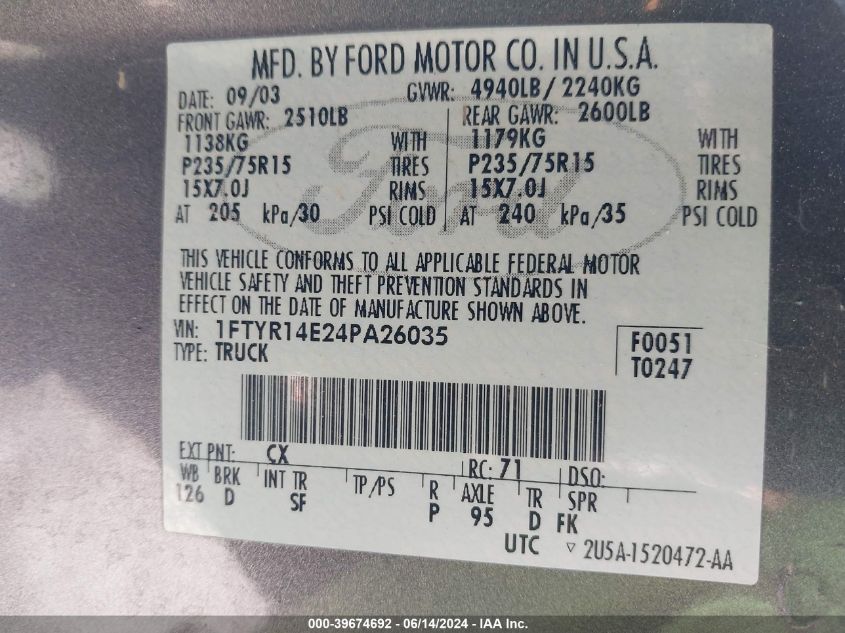 MFD. BY FORD MOTOR CO. IN U.S.A.
DATE: 09/03 GVWR: 4940LB/ 2240KG
FRONT GAWR: 2510LB REAR GAWR: 2600LB
1138KG WITH 1179KG WITH
P235/75R15 TIRES P235/75R15 TIRES
15X7.0J RIMS 15X7.0J RIMS
AT 205 kPa/30 PSI COLD AT 240 kPa/35 PSI COLD
Ford
THIS VEHICLE CONFORMS TO ALL APPLICABLE FEDERAL MOTOR
VEHICLE SAFETY AND THEFT PREVENTION STANDARDS IN
EFFECT ON THE DATE OF MANUFACTURE SHOWN ABOVE.
VIN: 1FTYR14E24PA26035
TYPE: TRUCK
F0051
T0247
EXT PNT: CX RC: 71 DSO:
WB BRK INT TR TP/PS R AXLE TR SPR
126 D SF P 95 D FK
UTC ▽ 2U5A-1520472-AA
000-39674692 - 06/14/2024 - IAA Inc.